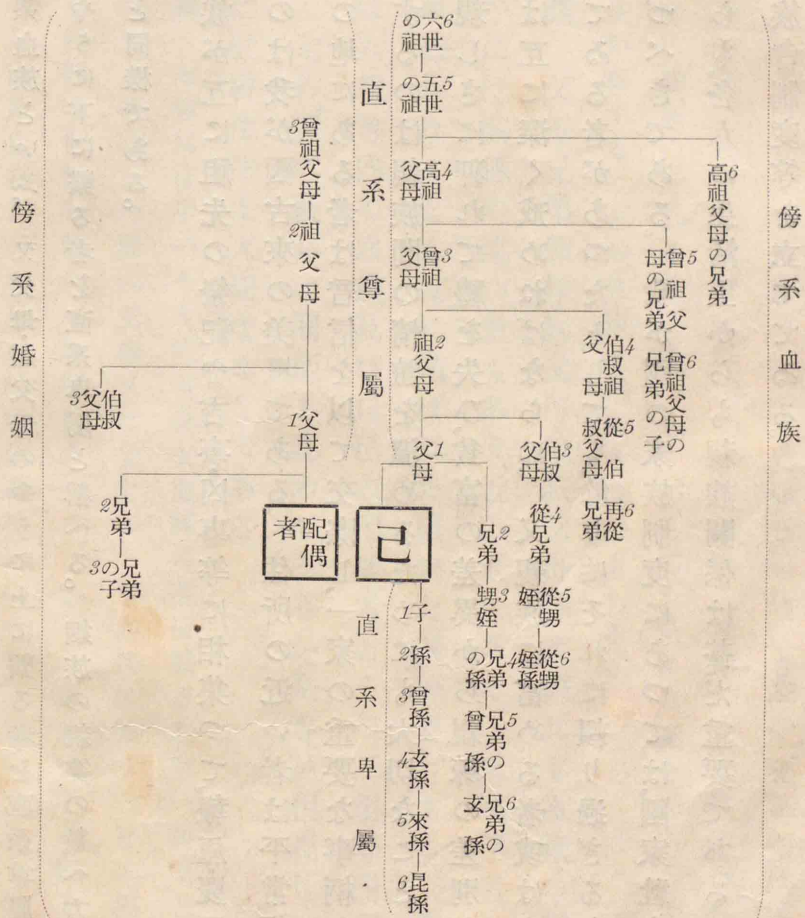 傍系血族
高祖父母の兄弟6
曾祖父母の兄弟5
曾祖父母の兄弟の子6
伯叔祖父母4
從伯叔父母5
再從兄弟6
伯叔父母3
從兄弟4
從甥姪5
從甥姪孫6
兄弟2
甥姪3
兄弟の孫4
兄弟の曾孫5
兄弟の玄孫6
直系尊屬
六世の祖6
五世の祖5
高祖父母4
曾祖父母3
祖父母2
父母1
己
子1
孫2
曾孫3
玄孫4
來孫5
昆孫6
直系卑屬
曾祖父母3
祖父母2
父母1
配偶者
伯叔父母3
兄弟2
兄弟の子3
傍系婚姻